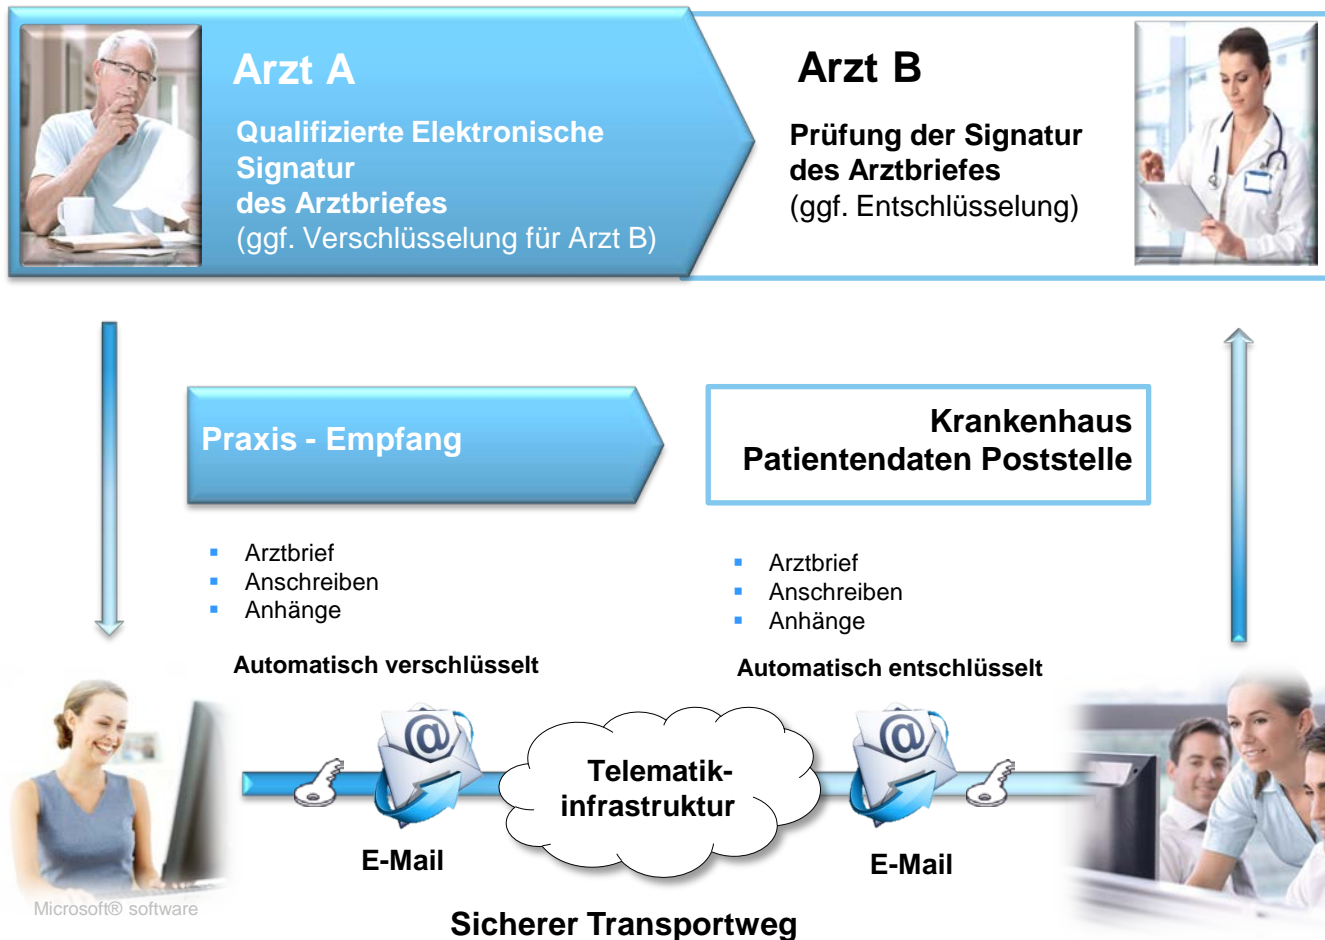 Arzt A
Qualifizierte Elektronische
Signatur
des Arztbriefes
(ggf. Verschlüsselung für Arzt B)
Arzt B
Prüfung der Signatur
des Arztbriefes
(ggf. Entschlüsselung)
Praxis - Empfang
Krankenhaus
Patientendaten Poststelle
▪ Arztbrief
▪ Anschreiben
▪ Anhänge
Automatisch verschlüsselt
▪ Arztbrief
▪ Anschreiben
▪ Anhänge
Automatisch entschlüsselt
@
@
Telematik-
infrastruktur
E-Mail
E-Mail
Microsoft® software
Sicherer Transportweg